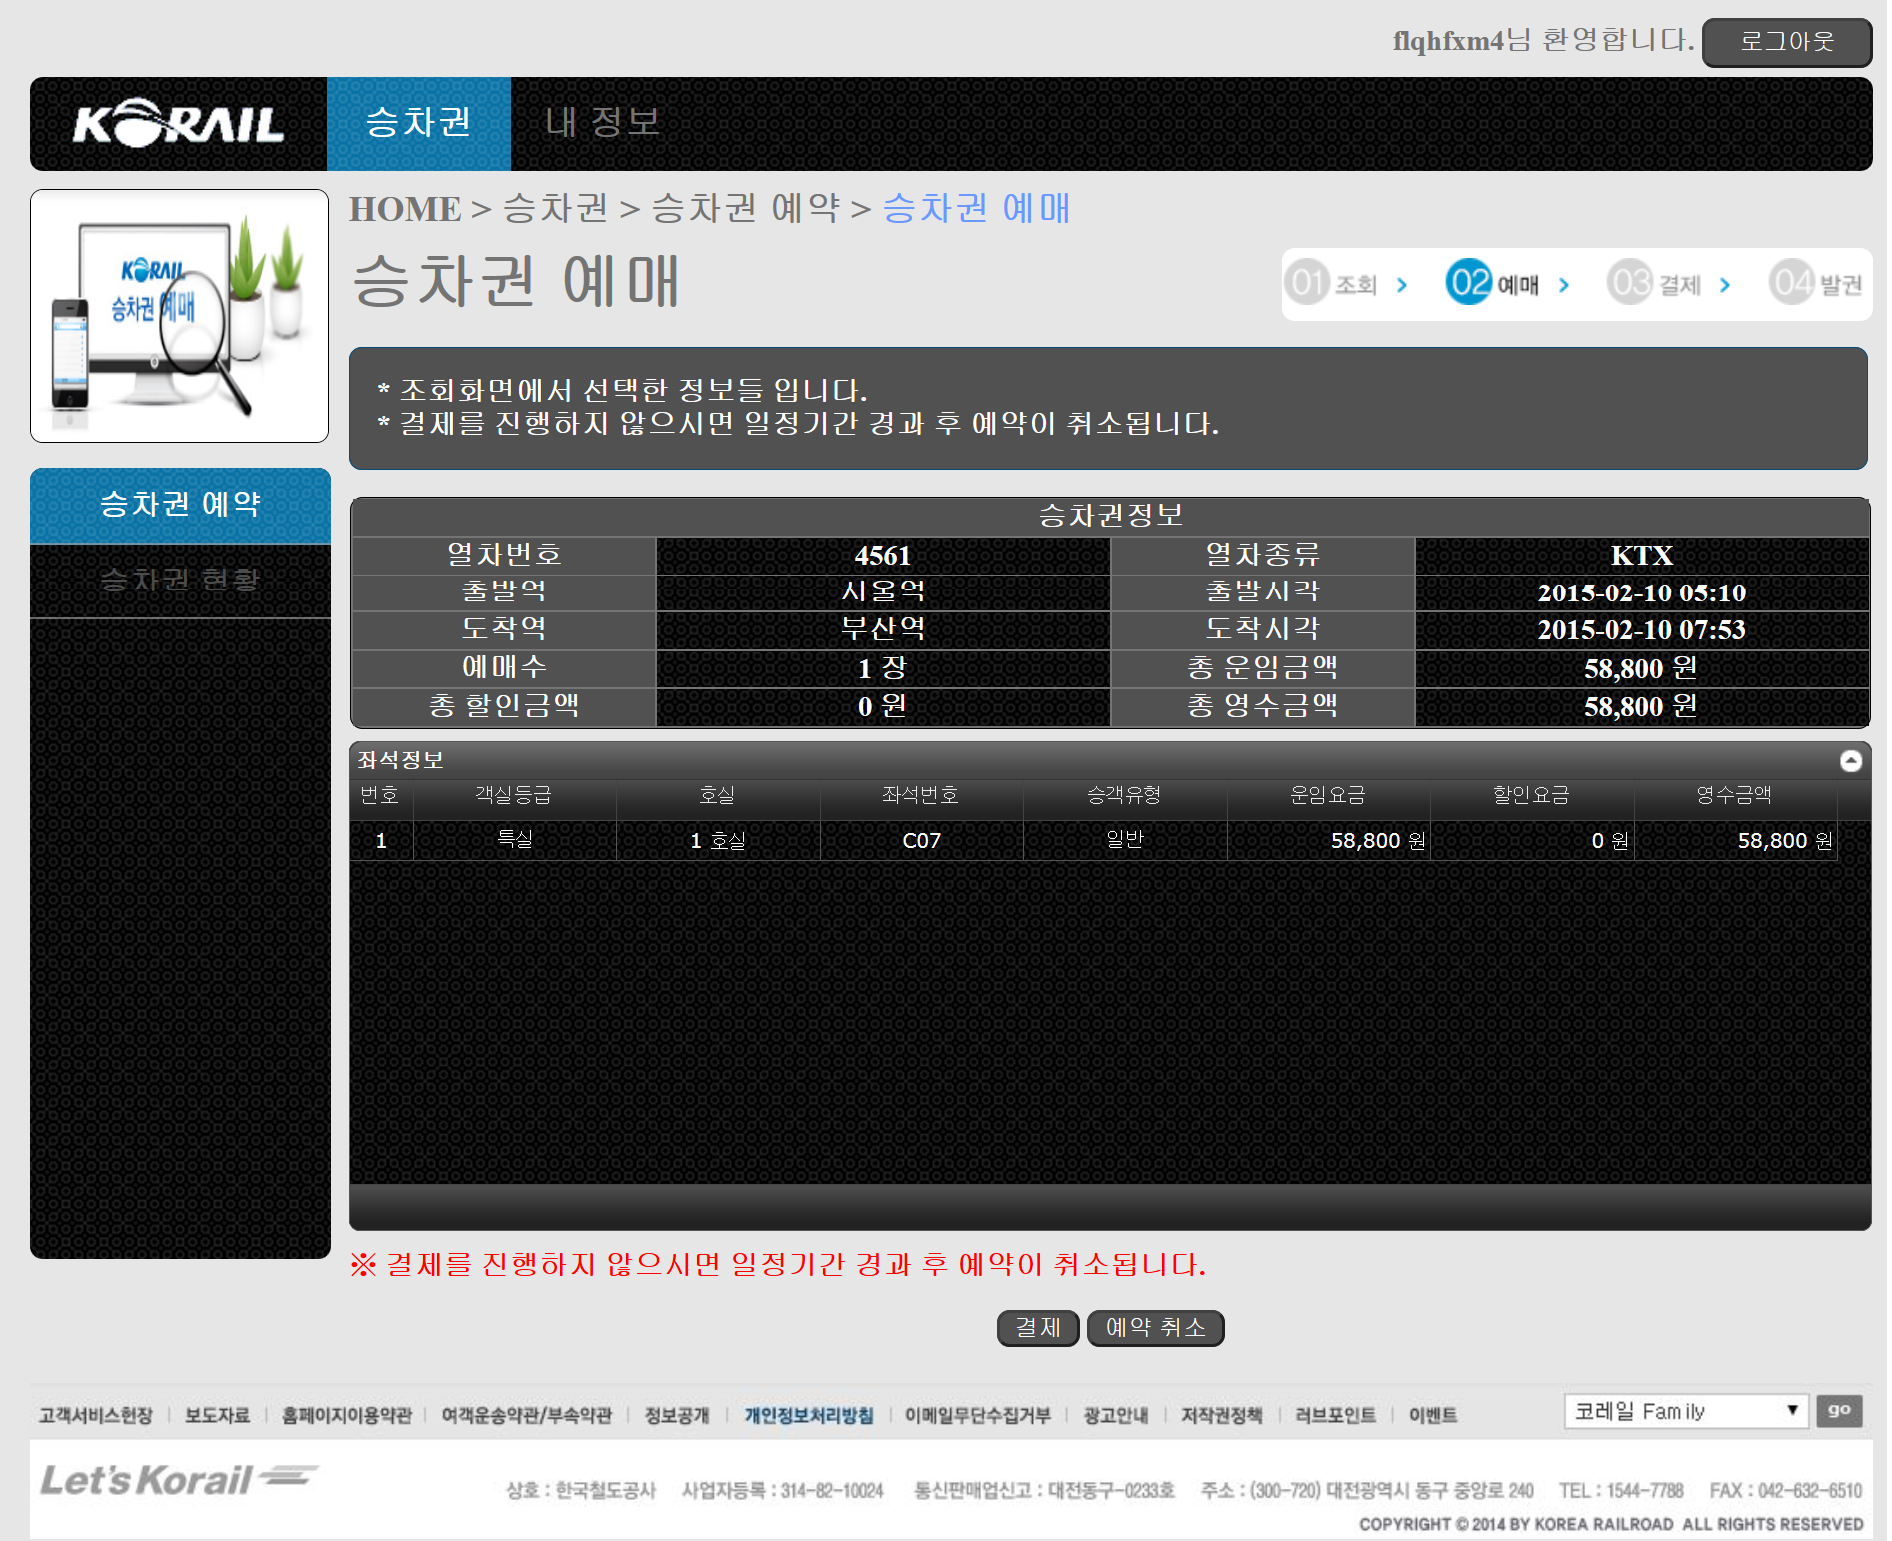 flqhfxm4님 환영합니다. 로그아웃
KORAIL 승차권 내 정보
HOME > 승차권 > 승차권 예약 > 승차권 예매
KORAIL
승차권 예매
승차권 예매
01 조회 > 02 예매 > 03 결제 > 04 발권
* 조회화면에서 선택한 정보들 입니다.
* 결제를 진행하지 않으시면 일정기간 경과 후 예약이 취소됩니다.
승차권 예약
승차권 현황
승차권정보
열차번호 4561 열차종류 KTX
출발역 서울역 출발시각 2015-02-10 05:10
도착역 부산역 도착시각 2015-02-10 07:53
예매수 1 장 총 운임금액 58,800 원
총 할인금액 0 원 총 영수금액 58,800 원
좌석정보
번호 객실등급 호실 좌석번호 승객유형 운임요금 할인요금 영수금액
1 특실 1 호실 C07 일반 58,800 원 0 원 58,800 원
※ 결제를 진행하지 않으시면 일정기간 경과 후 예약이 취소됩니다.
결제 예약 취소
고객서비스헌장 | 보도자료 | 홈페이지이용약관 | 여객운송약관/부속약관 | 정보공개 | 개인정보처리방침 | 이메일무단수집거부 | 광고안내 | 저작권정책 | 러브포인트 | 이벤트 코레일 Family ▼ go
Let's Korail
상호 : 한국철도공사 사업자등록 : 314-82-10024 통신판매업신고 : 대전동구-0233호 주소 : (300-720) 대전광역시 동구 중앙로 240 TEL : 1544-7788 FAX : 042-632-6510
COPYRIGHT © 2014 BY KOREA RAILROAD ALL RIGHTS RESERVED